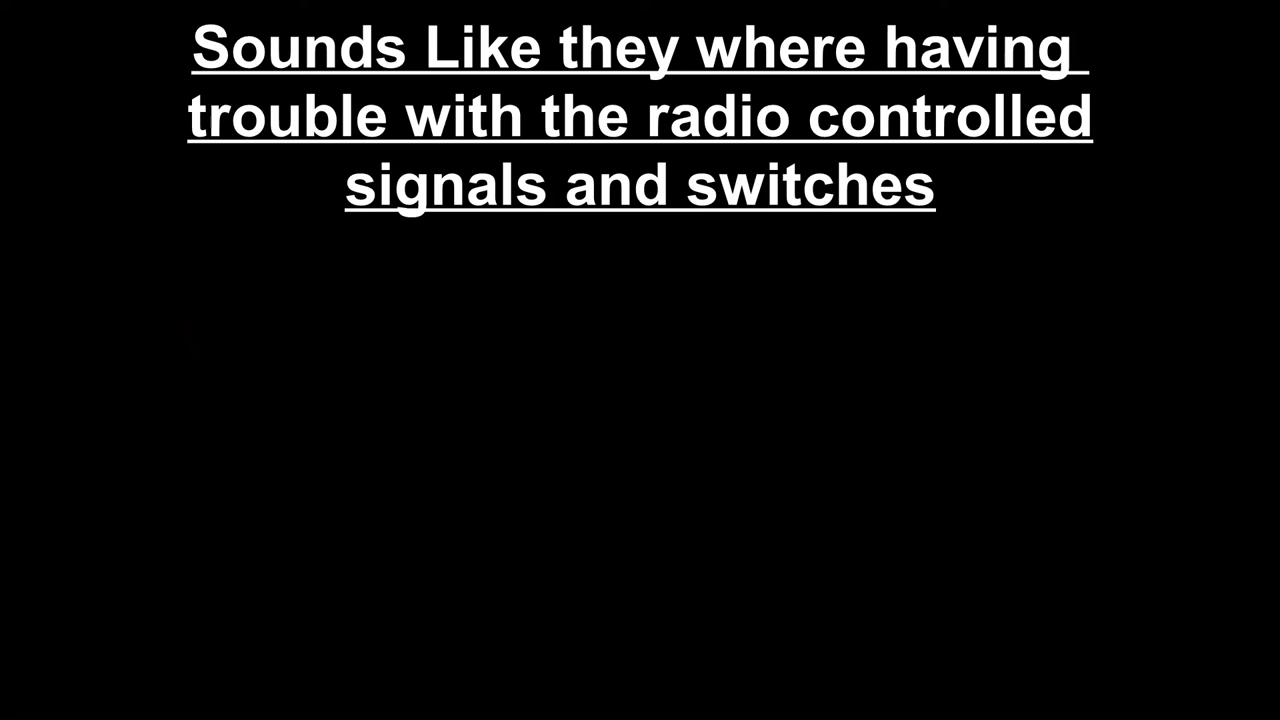 Sounds Like they where having
trouble with the radio controlled
signals and switches